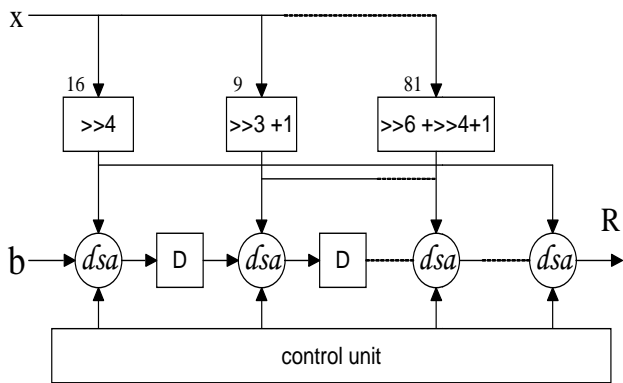 x
16 9 81
>>4 >>3 +1 >>6 +>>4+1
R
b dsa D dsa D dsa dsa
control unit